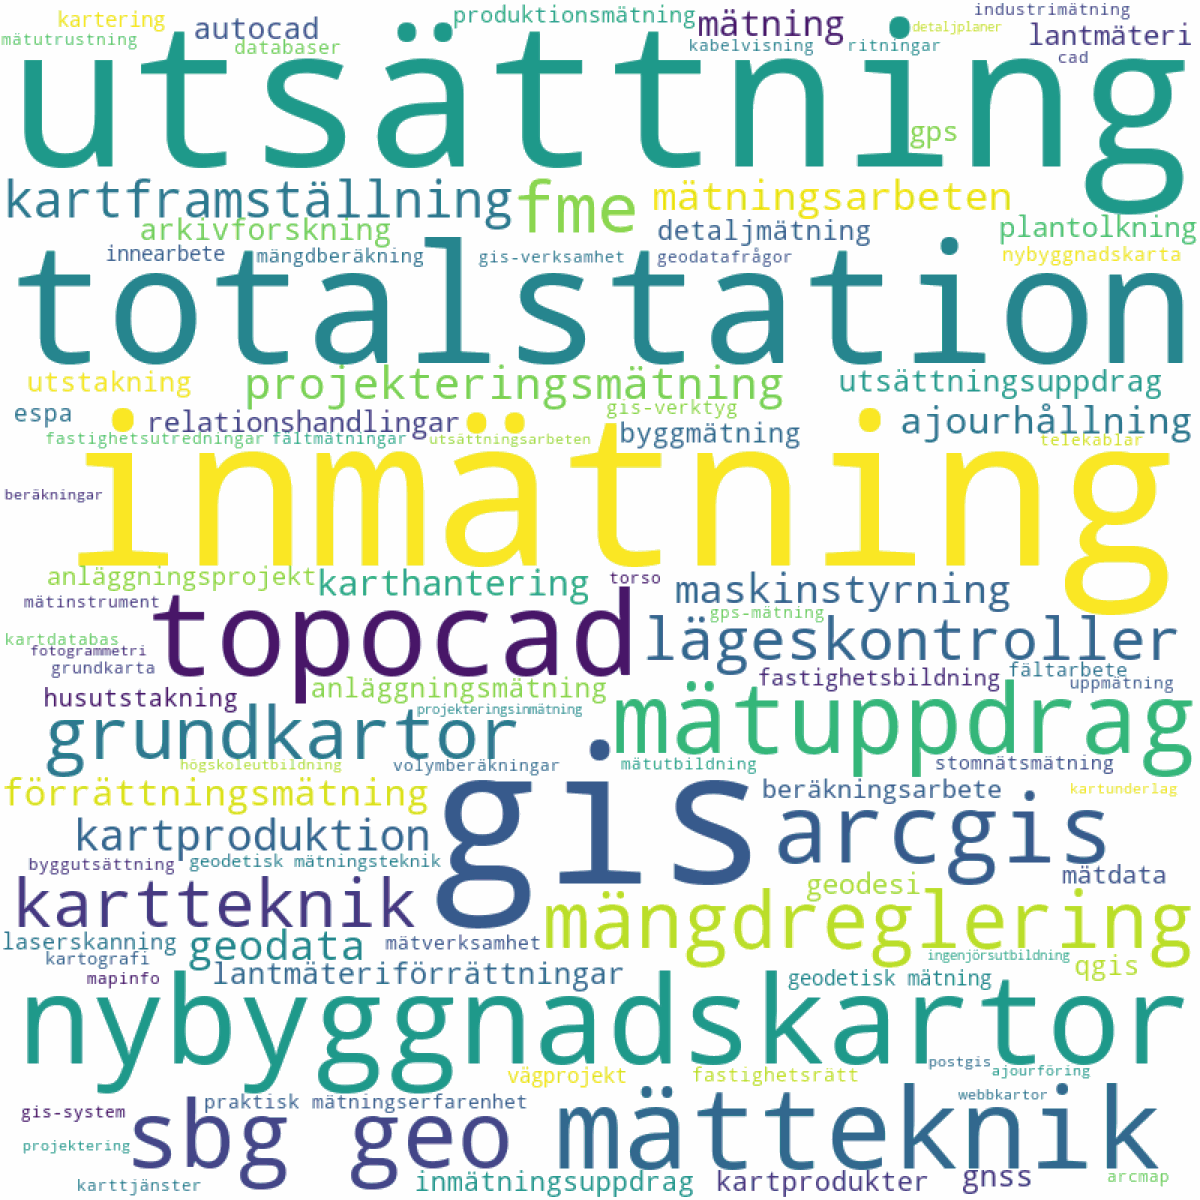 kartering
autocad
produktionsmätning
mätning
detaljplaner
industrimätning
lantmäteri
mätutrustning
databaser
kabelvisning
ritningar
cad
utsättning
gps
kartframställning
fme
mätningsarbeten
arkivforskning
detaljmätning
plantolkning
innearbete
mängdberäkning
gis-verksamhet
geodatafrågor
nybyggnadskarta
totalstation
utstakning
projekteringsmätning
utsättningsuppdrag
espa
relationshandlingar
gis-verktyg
byggmätning
ajourhållning
fastighetsutredningar
fältmätningar
utsättningsarbeten
telekablar
inmätning
beräkningar
anläggningsprojekt
karthantering
torso
maskinstyrning
mätinstrument
topocad
gps-mätning
lägeskontroller
kartdatabas
fotogrammetri
grundkarta
husutstakning
anläggningsmätning
fastighetsbildning
fältarbete
uppmätning
grundkartor
projekteringsinmätning
mätuppdrag
högskoleutbildning
volymberäkningar
mätutbildning
stomnätsmätning
förrättningsmätning
gis
beräkningsarbete
kartunderlag
kartproduktion
arcgis
byggutsättning
geodetisk mätningsteknik
mätdata
kartteknik
geodesi
mängdreglering
laserskanning
geodata
mätverksamhet
kartografi
ingenjörsutbildning
qgis
mapinfo
lantmäteriförrättningar
geodetisk mätning
nybyggnadskartor
vägprojekt
fastighetsrätt
postgis
ajourföring
gis-system
praktisk mätningserfarenhet
webbkartor
sbg geo
mätteknik
projektering
karttjänster
inmätningsuppdrag
kartprodukter
gnss
arcmap